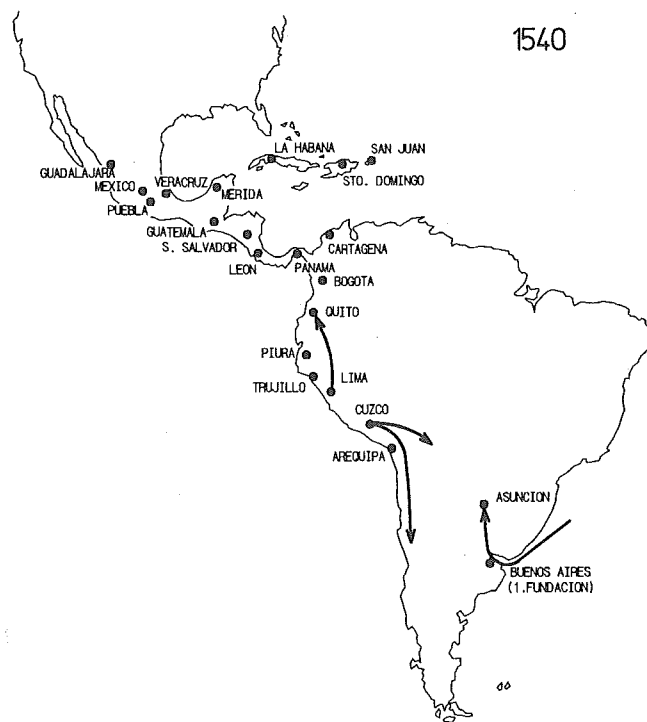 1540
LA HABANA
SAN JUAN
GUADALAJARA
STO. DOMINGO
MEXICO
VERACRUZ
MERIDA
PUEBLA
GUATEMALA
S. SALVADOR
CARTAGENA
LEON
PANAMA
BOGOTA
QUITO
PIURA
TRUJILLO
LIMA
CUZCO
AREQUIPA
ASUNCION
BUENOS AIRES
(1.FUNDACION)